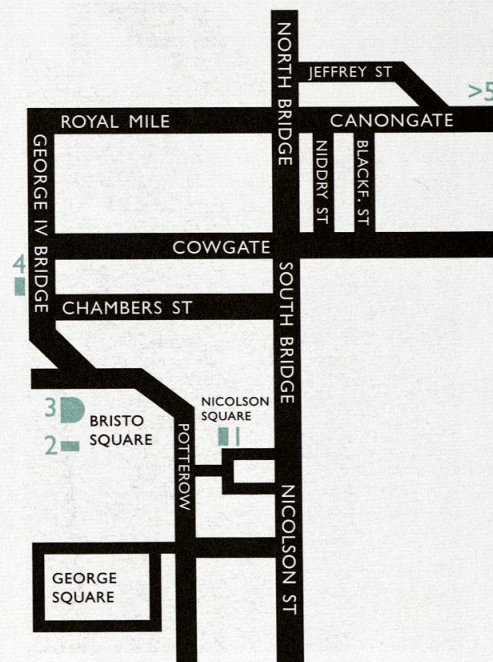 NORTH BRIDGE
JEFFREY ST
>5
ROYAL MILE
CANONGATE
GEORGE IV BRIDGE
NIDDRY ST
BLACKF. ST
COWGATE
4
SOUTH BRIDGE
CHAMBERS ST
3
BRISTO
SQUARE
2
NICOLSON
SQUARE
1
POTTEROW
NICOLSON ST
GEORGE
SQUARE